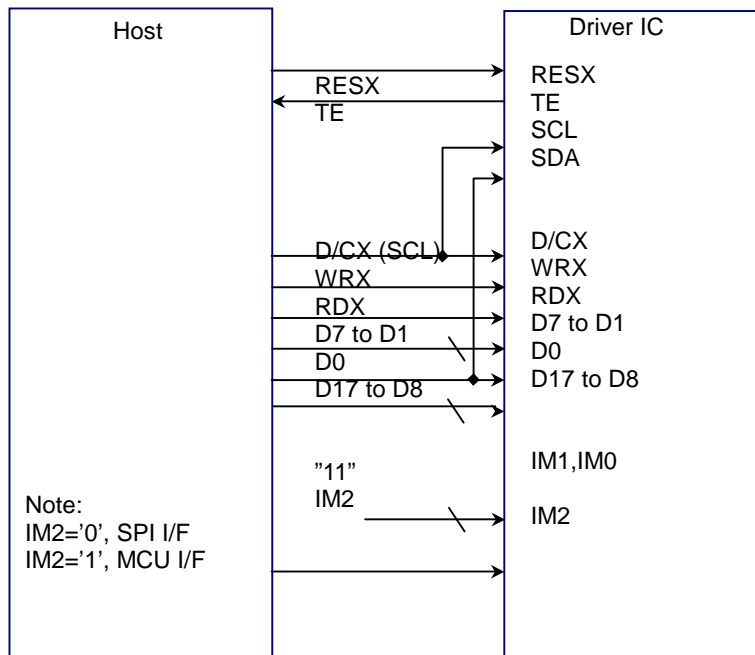 Host
Driver IC
RESX
TE
RESX
TE
SCL
SDA
D/CX (SCL)
WRX
RDX
D7 to D1
D0
D17 to D8
D/CX
WRX
RDX
D7 to D1
D0
D17 to D8
"11"
IM2
IM1,IM0
IM2
Note:
IM2='0', SPI I/F
IM2='1', MCU I/F